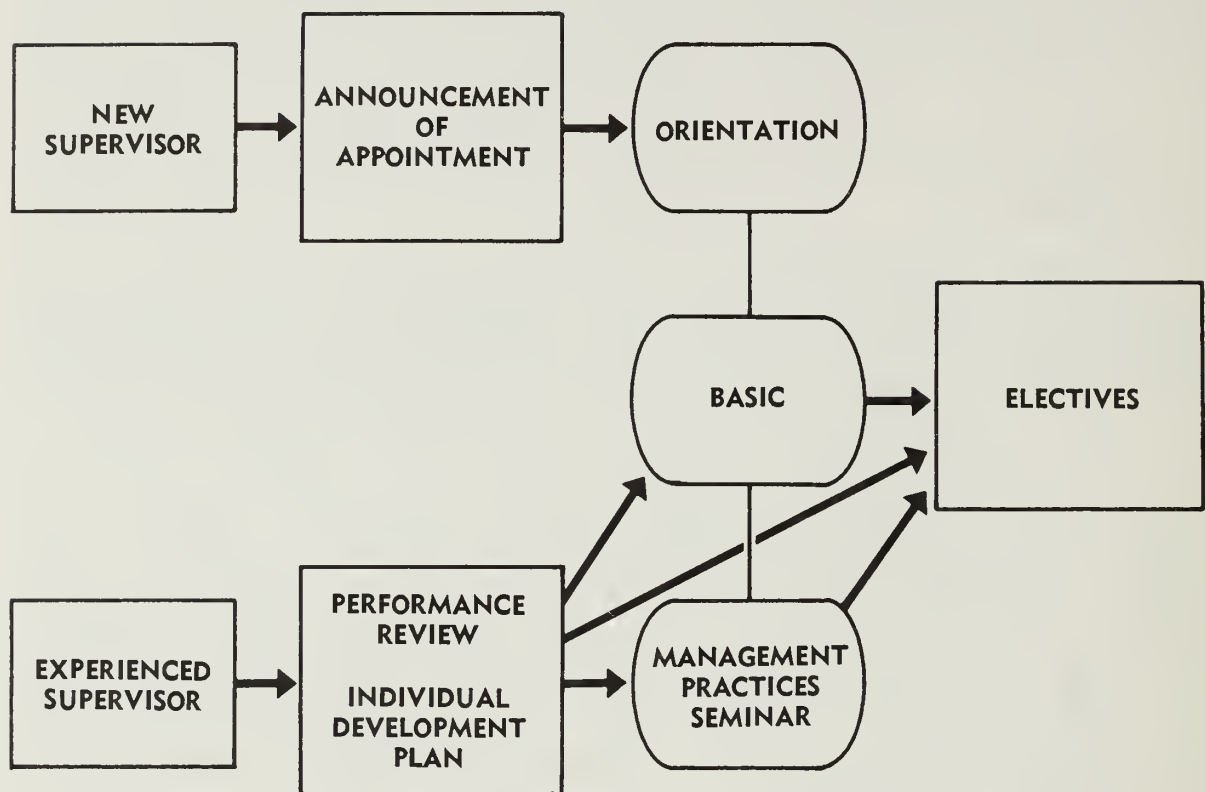 NEW
SUPERVISOR
ANNOUNCEMENT
OF
APPOINTMENT
ORIENTATION
BASIC
ELECTIVES
EXPERIENCED
SUPERVISOR
PERFORMANCE
REVIEW
INDIVIDUAL
DEVELOPMENT
PLAN
MANAGEMENT
PRACTICES
SEMINAR